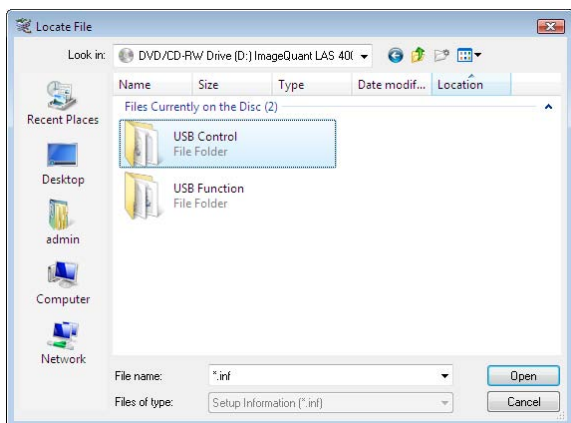 Locate File
Look in: DVD/CD-RW Drive (D:) ImageQuant LAS 40(
Name Size Type Date modif... Location
Files Currently on the Disc (2)
USB Control
File Folder
USB Function
File Folder
Recent Places
Desktop
admin
Computer
Network
File name: *.inf Open
Files of type: Setup Information (*.inf) Cancel